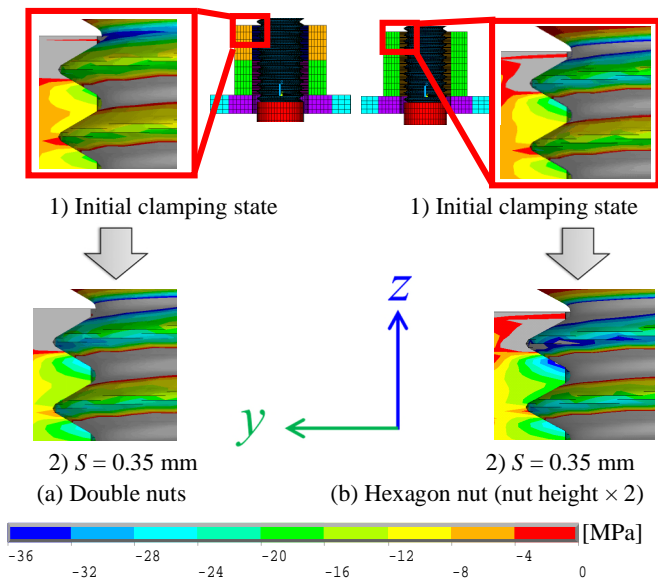 1) Initial clamping state
1) Initial clamping state
z
y
2) S = 0.35 mm
2) S = 0.35 mm
(a) Double nuts
(b) Hexagon nut (nut height × 2)
[MPa]
-36 -28 -20 -12 -4
-32 -24 -16 -8 0